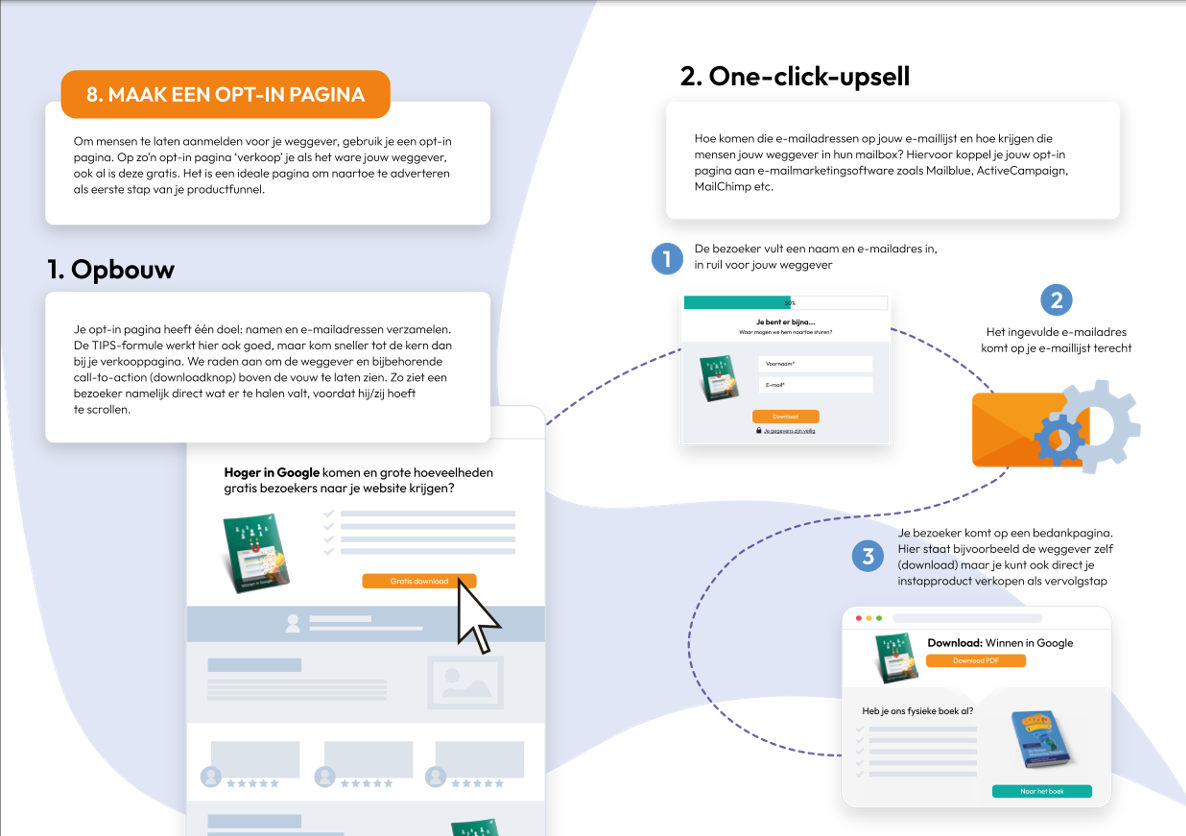 8. MAAK EEN OPT-IN PAGINA
Om mensen te laten aanmelden voor je weggever, gebruik je een opt-in
pagina. Op zo'n opt-in pagina ‘verkoop’ je als het ware jouw weggever,
ook al is deze gratis. Het is een ideale pagina om naartoe te adverteren
als eerste stap van je productfunnel.
1. Opbouw
Je opt-in pagina heeft één doel: namen en e-mailadressen verzamelen.
De TIPS-formule werkt hier ook goed, maar kom sneller tot de kern dan
bij je verkooppagina. We raden aan om de weggever en bijbehorende
call-to-action (downloadknop) boven de vouw te laten zien. Zo ziet een
bezoeker namelijk direct wat er te halen valt, voordat hij/zij hoeft
te scrollen.
Hoger in Google komen en grote hoeveelheden
gratis bezoekers naar je website krijgen?
Gratis download
2. One-click-upsell
Hoe komen die e-mailadressen op jouw e-maillijst en hoe krijgen die
mensen jouw weggever in hun mailbox? Hiervoor koppel je jouw opt-in
pagina aan e-mailmarketingsoftware zoals Mailblue, ActiveCampaign,
MailChimp etc.
1
De bezoeker vult een naam en e-mailadres in,
in ruil voor jouw weggever
50%
Je bent er bijna...
Waar mogen we hem naartoe sturen?
Voornaam*
E-mail*
Download
Je gegevens zijn veilig
2
Het ingevulde e-mailadres
komt op je e-maillijst terecht
3
Je bezoeker komt op een bedankpagina.
Hier staat bijvoorbeeld de weggever zelf
(download) maar je kunt ook direct je
instapproduct verkopen als vervolgstap
Download: Winnen in Google
Download PDF
Heb je ons fysieke boek al?
Naar het boek